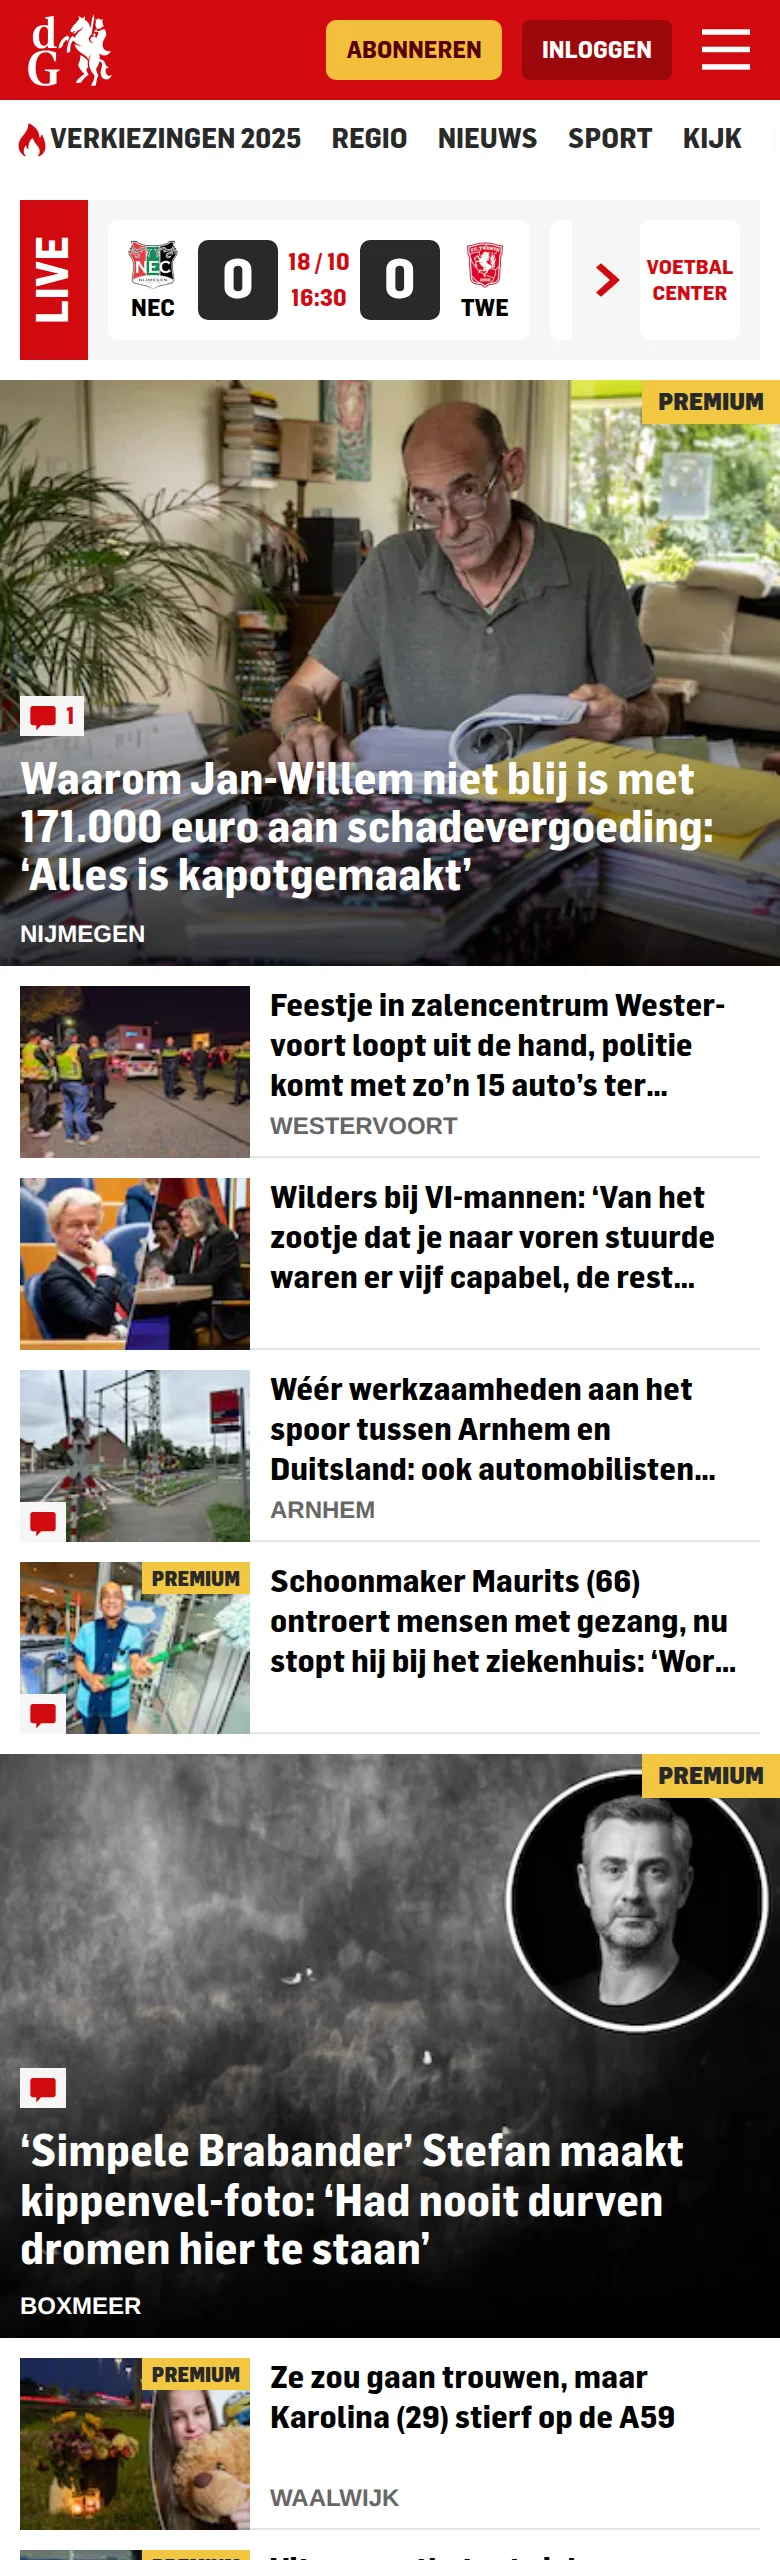 dG
ABONNEREN
INLOGGEN
VERKIEZINGEN 2025 REGIO NIEUWS SPORT KIJK
LIVE
NEC
NIJMEGEN
NEC
0
18 / 10
16:30
0
TWE
VOETBAL
CENTER
PREMIUM
1
Waarom Jan-Willem niet blij is met
171.000 euro aan schadevergoeding:
‘Alles is kapotgemaakt’
NIJMEGEN
Feestje in zalencentrum Wester-
voort loopt uit de hand, politie
komt met zo’n 15 auto’s ter...
WESTERVOORT
Wilders bij VI-mannen: ‘Van het
zootje dat je naar voren stuurde
waren er vijf capabel, de rest...
Wéér werkzaamheden aan het
spoor tussen Arnhem en
Duitsland: ook automobilisten...
ARNHEM
PREMIUM
Schoonmaker Maurits (66)
ontroert mensen met gezang, nu
stopt hij bij het ziekenhuis: ‘Wor...
PREMIUM
‘Simpele Brabander’ Stefan maakt
kippenvel-foto: ‘Had nooit durven
dromen hier te staan’
BOXMEER
PREMIUM
Ze zou gaan trouwen, maar
Karolina (29) stierf op de A59
WAALWIJK